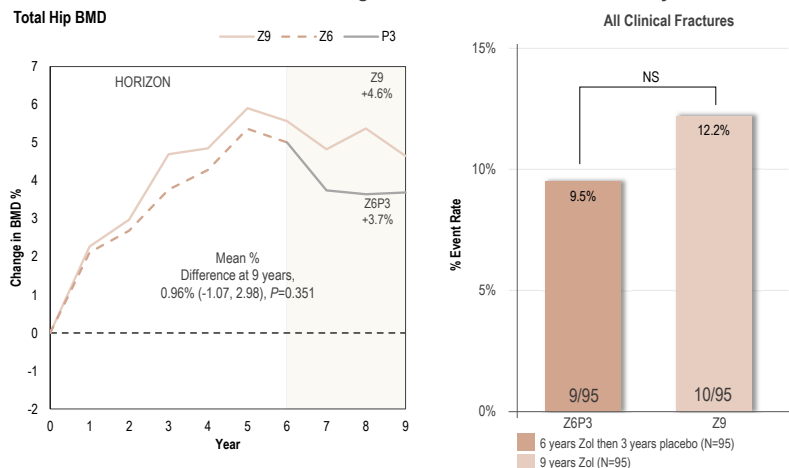 Total Hip BMD
Z9 Z6 P3
7
6
5
4
3
2
1
0
-1
-2
Change in BMD %
HORIZON
Z9
+4.6%
Z6P3
+3.7%
Mean %
Difference at 9 years,
0.96% (-1.07, 2.98), P=0.351
0 1 2 3 4 5 6 7 8 9
Year
All Clinical Fractures
15%
10%
5%
0%
% Event Rate
NS
9.5%
12.2%
9/95
10/95
Z6P3 Z9
6 years Zol then 3 years placebo (N=95)
9 years Zol (N=95)